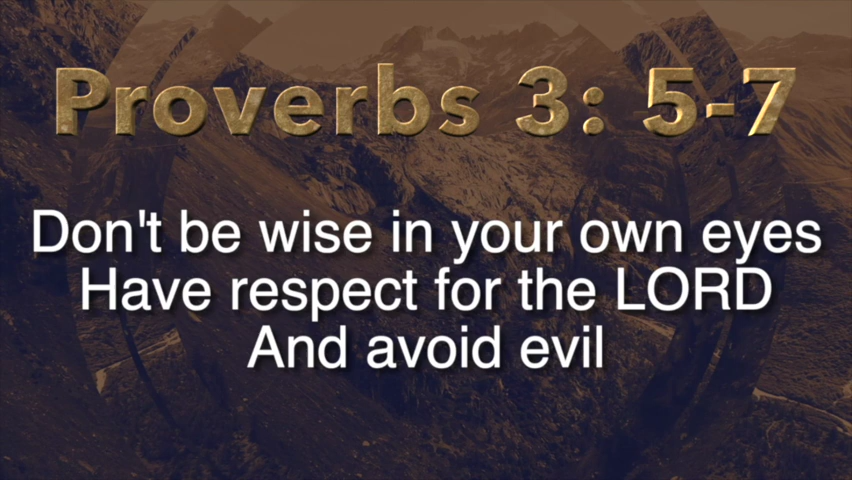 Proverbs 3: 5-7
Don't be wise in your own eyes
Have respect for the LORD
And avoid evil